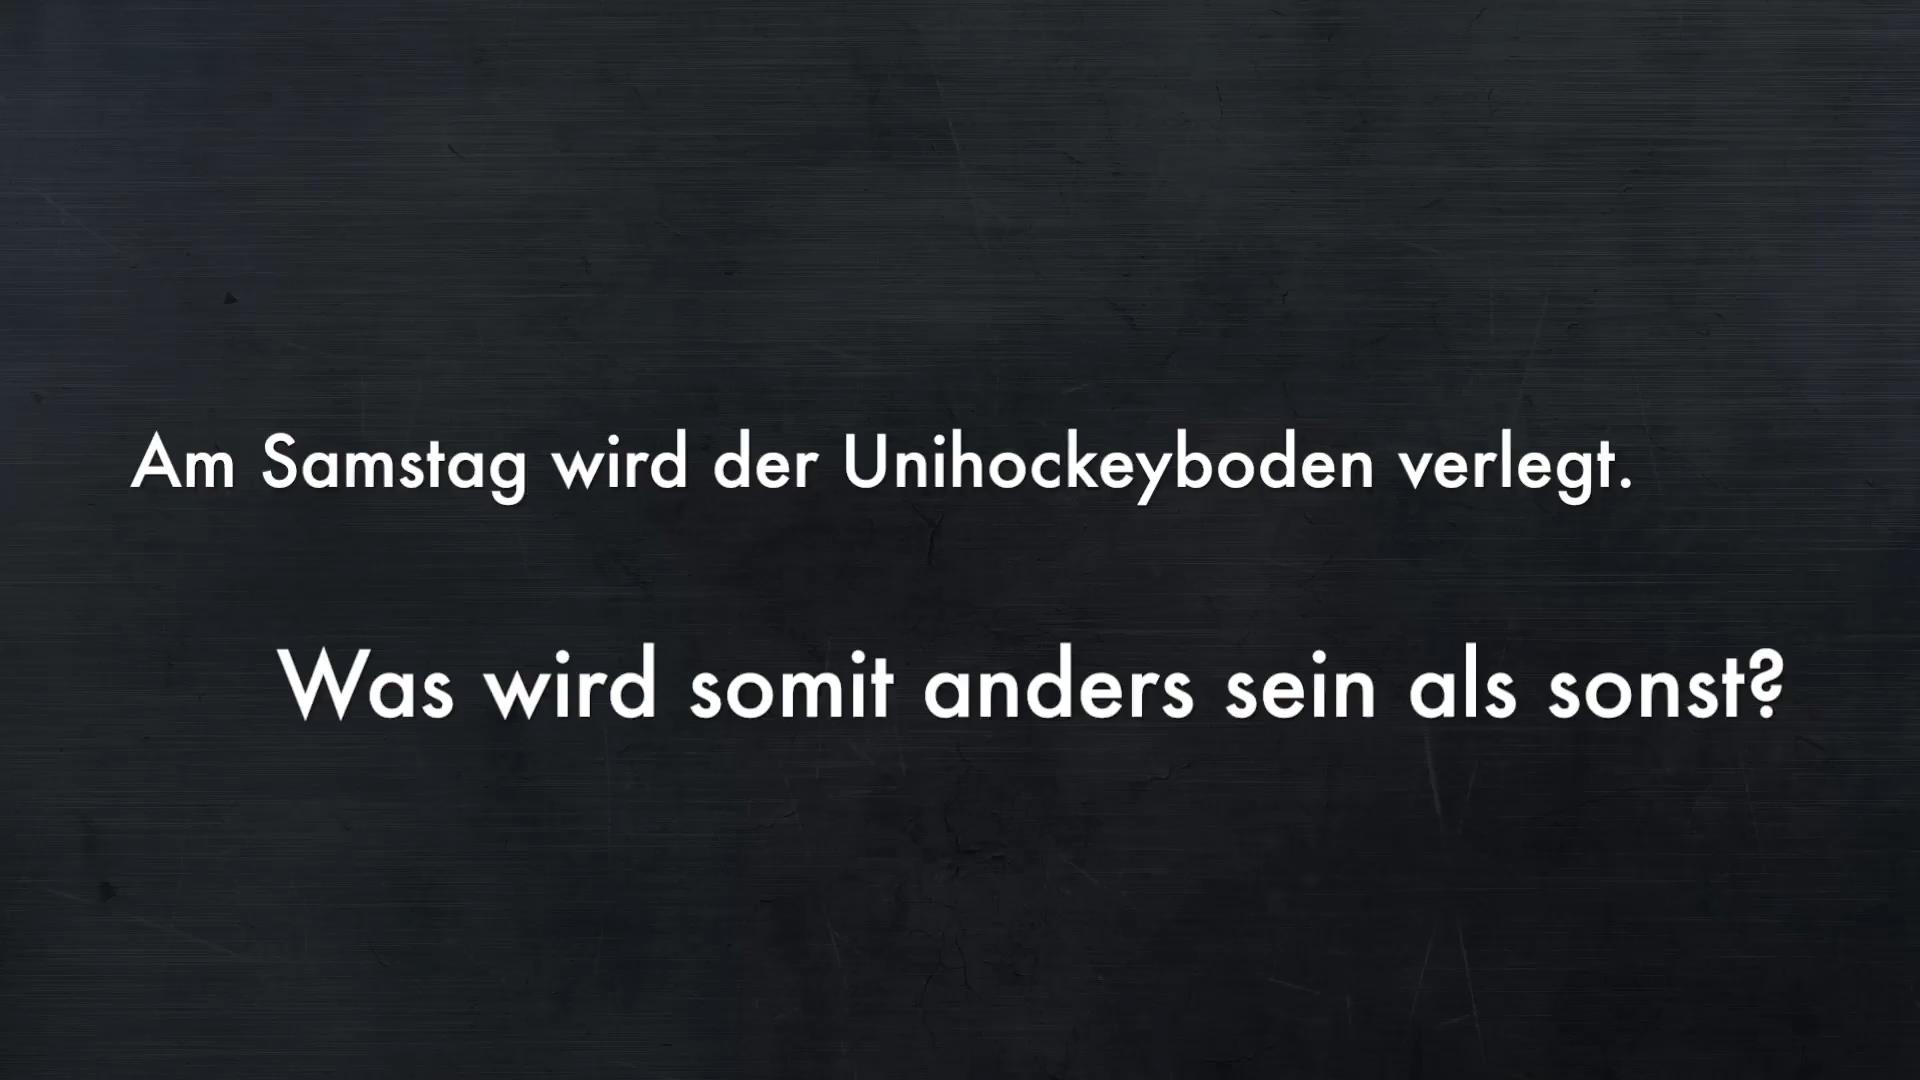 Am Samstag wird der Unihockeyboden verlegt.
Was wird somit anders sein als sonst?